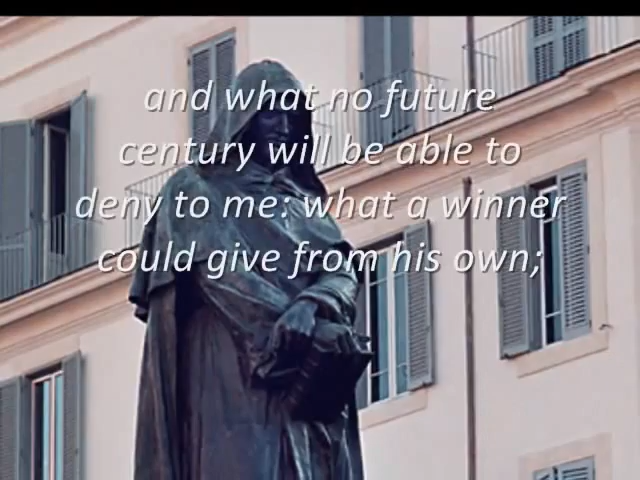 and what no future
century will be able to
deny to me: what a winner
could give from his own;